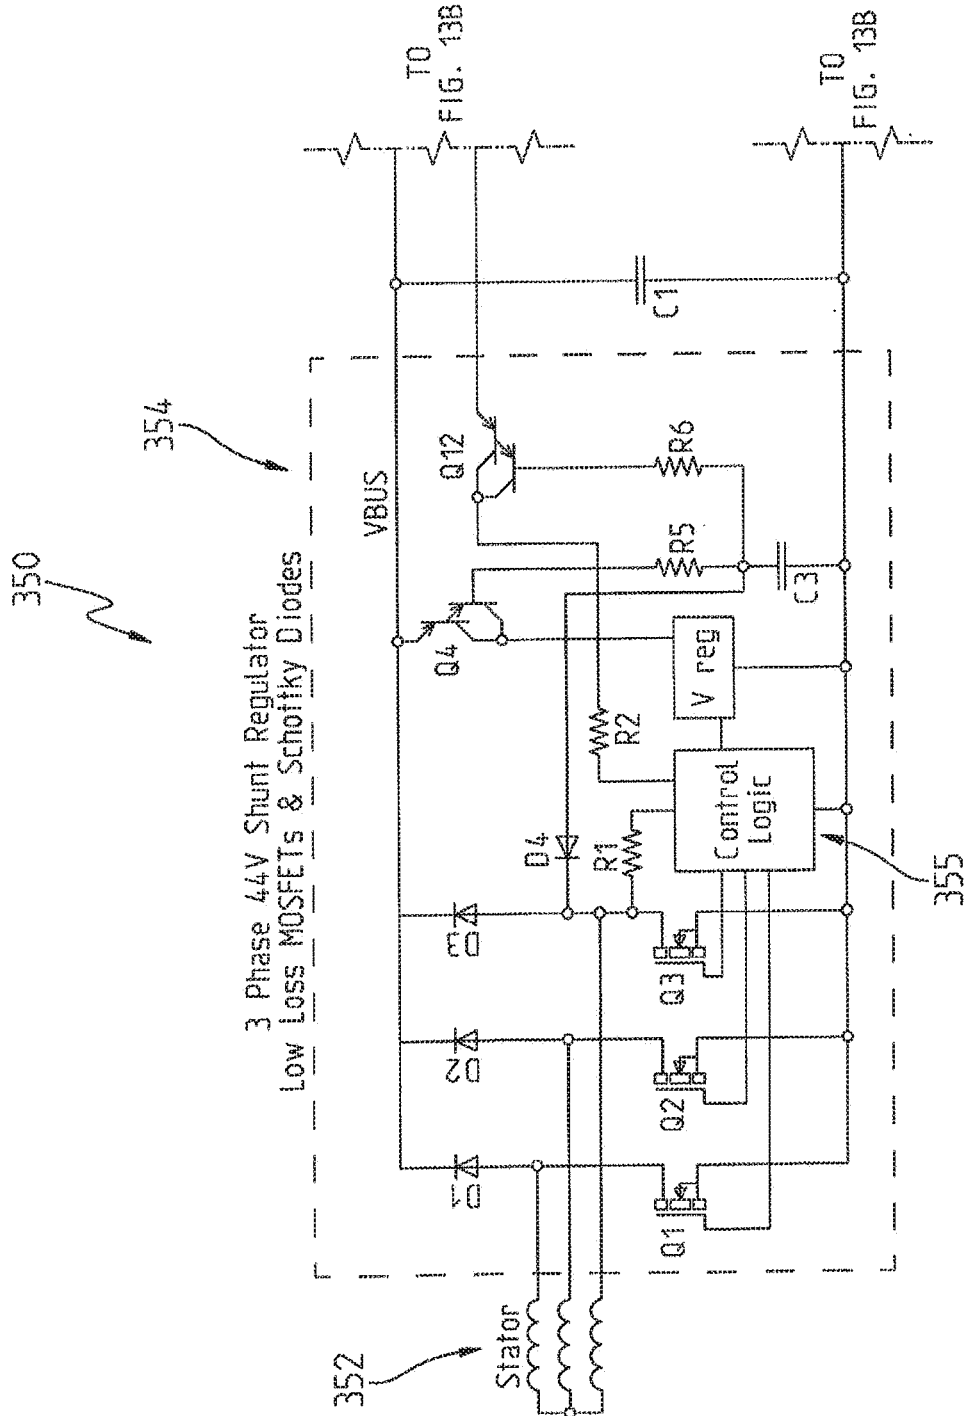 350
3 Phase 44V Shunt Regulator
Low Loss MOSFETs & Schottky Diodes
354
TO
FIG. 13B
VBUS
D1
D2
D3
Q4
Q12
D4
R5
R6
R2
R1
C1
352
Stator
Q1
Q2
Q3
Control
Logic
V reg
C3
TO
FIG. 13B
355